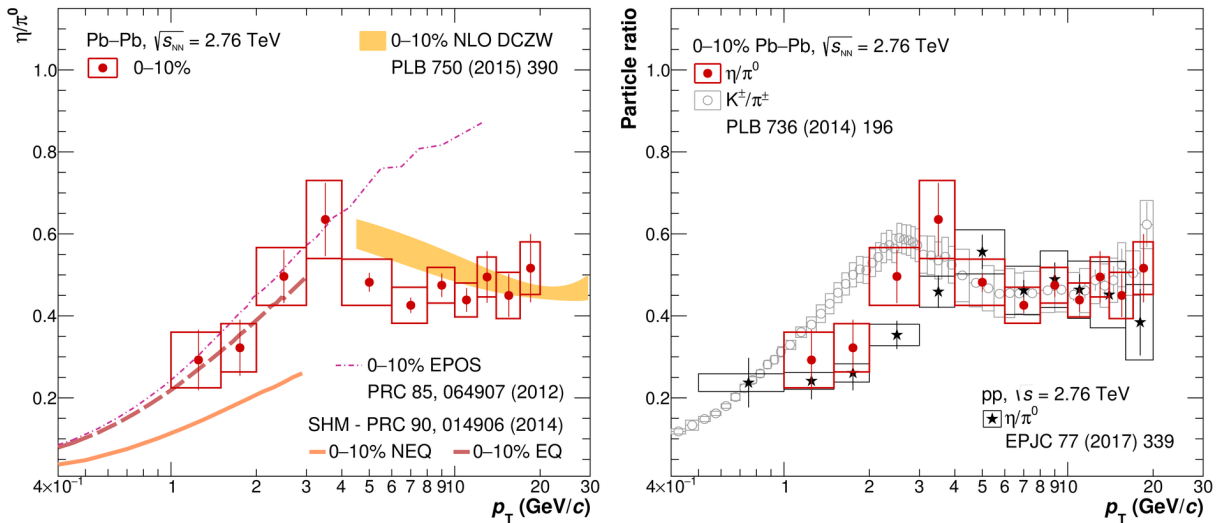 η/π⁰
Pb–Pb, √s_NN = 2.76 TeV
0–10%
0–10% NLO DCZW
PLB 750 (2015) 390
1.0
0.8
0.6
0.4
0.2
0–10% EPOS
PRC 85, 064907 (2012)
SHM - PRC 90, 014906 (2014)
0–10% NEQ
0–10% EQ
4×10⁻¹ 1 2 3 4 5 6 7 8 9 10 20 30
p_T (GeV/c)
Particle ratio
0–10% Pb–Pb, √s_NN = 2.76 TeV
η/π⁰
K±/π±
PLB 736 (2014) 196
1.0
0.8
0.6
0.4
0.2
pp, √s = 2.76 TeV
η/π⁰
EPJC 77 (2017) 339
4×10⁻¹ 1 2 3 4 5 6 7 8 9 10 20 30
p_T (GeV/c)